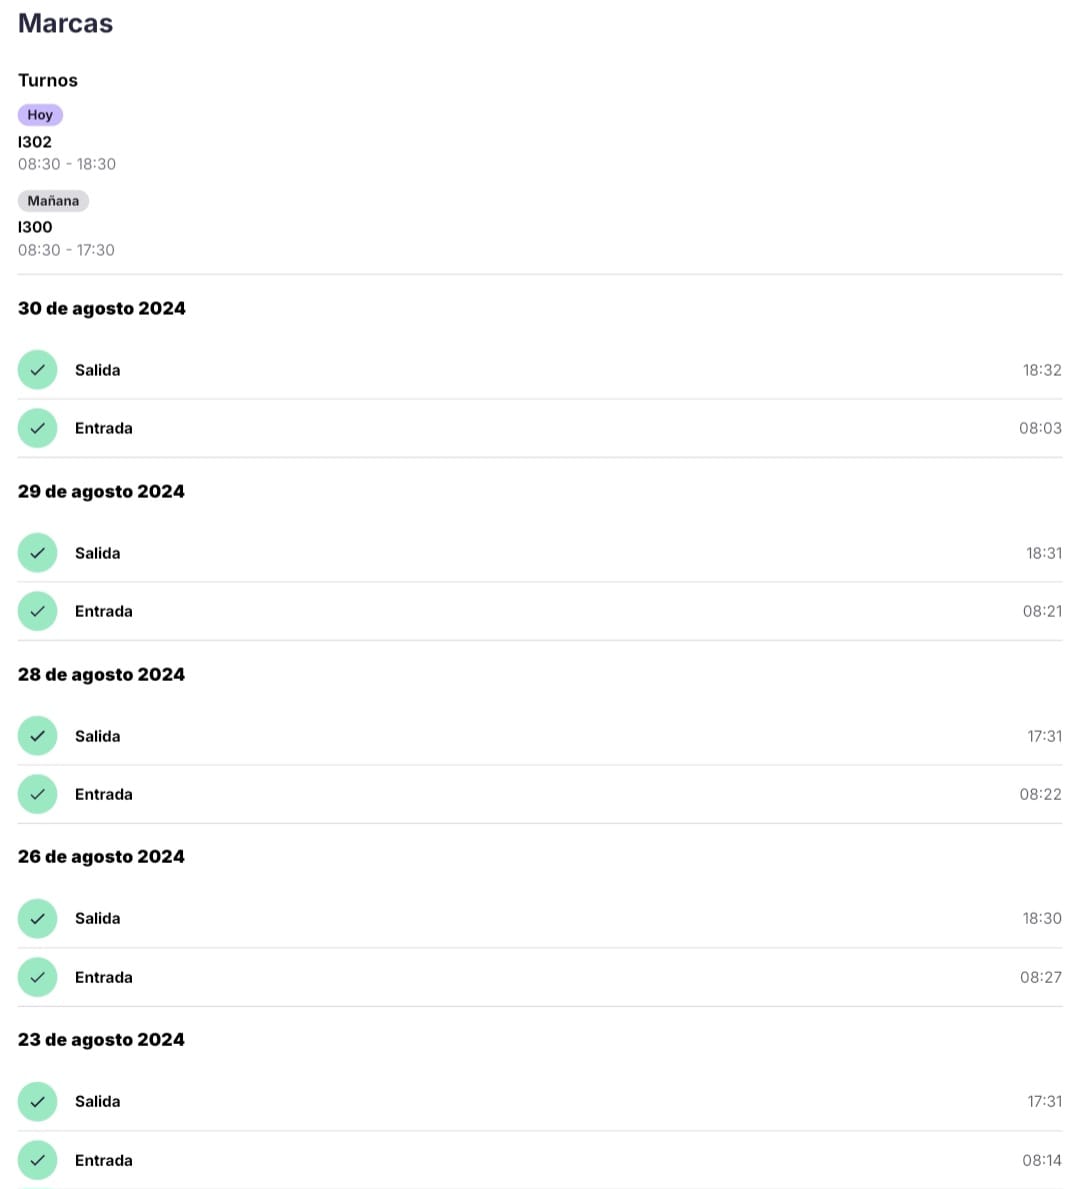 Marcas
Turnos
Hoy
I302
08:30 - 18:30
Mañana
I300
08:30 - 17:30
30 de agosto 2024
Salida 18:32
Entrada 08:03
29 de agosto 2024
Salida 18:31
Entrada 08:21
28 de agosto 2024
Salida 17:31
Entrada 08:22
26 de agosto 2024
Salida 18:30
Entrada 08:27
23 de agosto 2024
Salida 17:31
Entrada 08:14